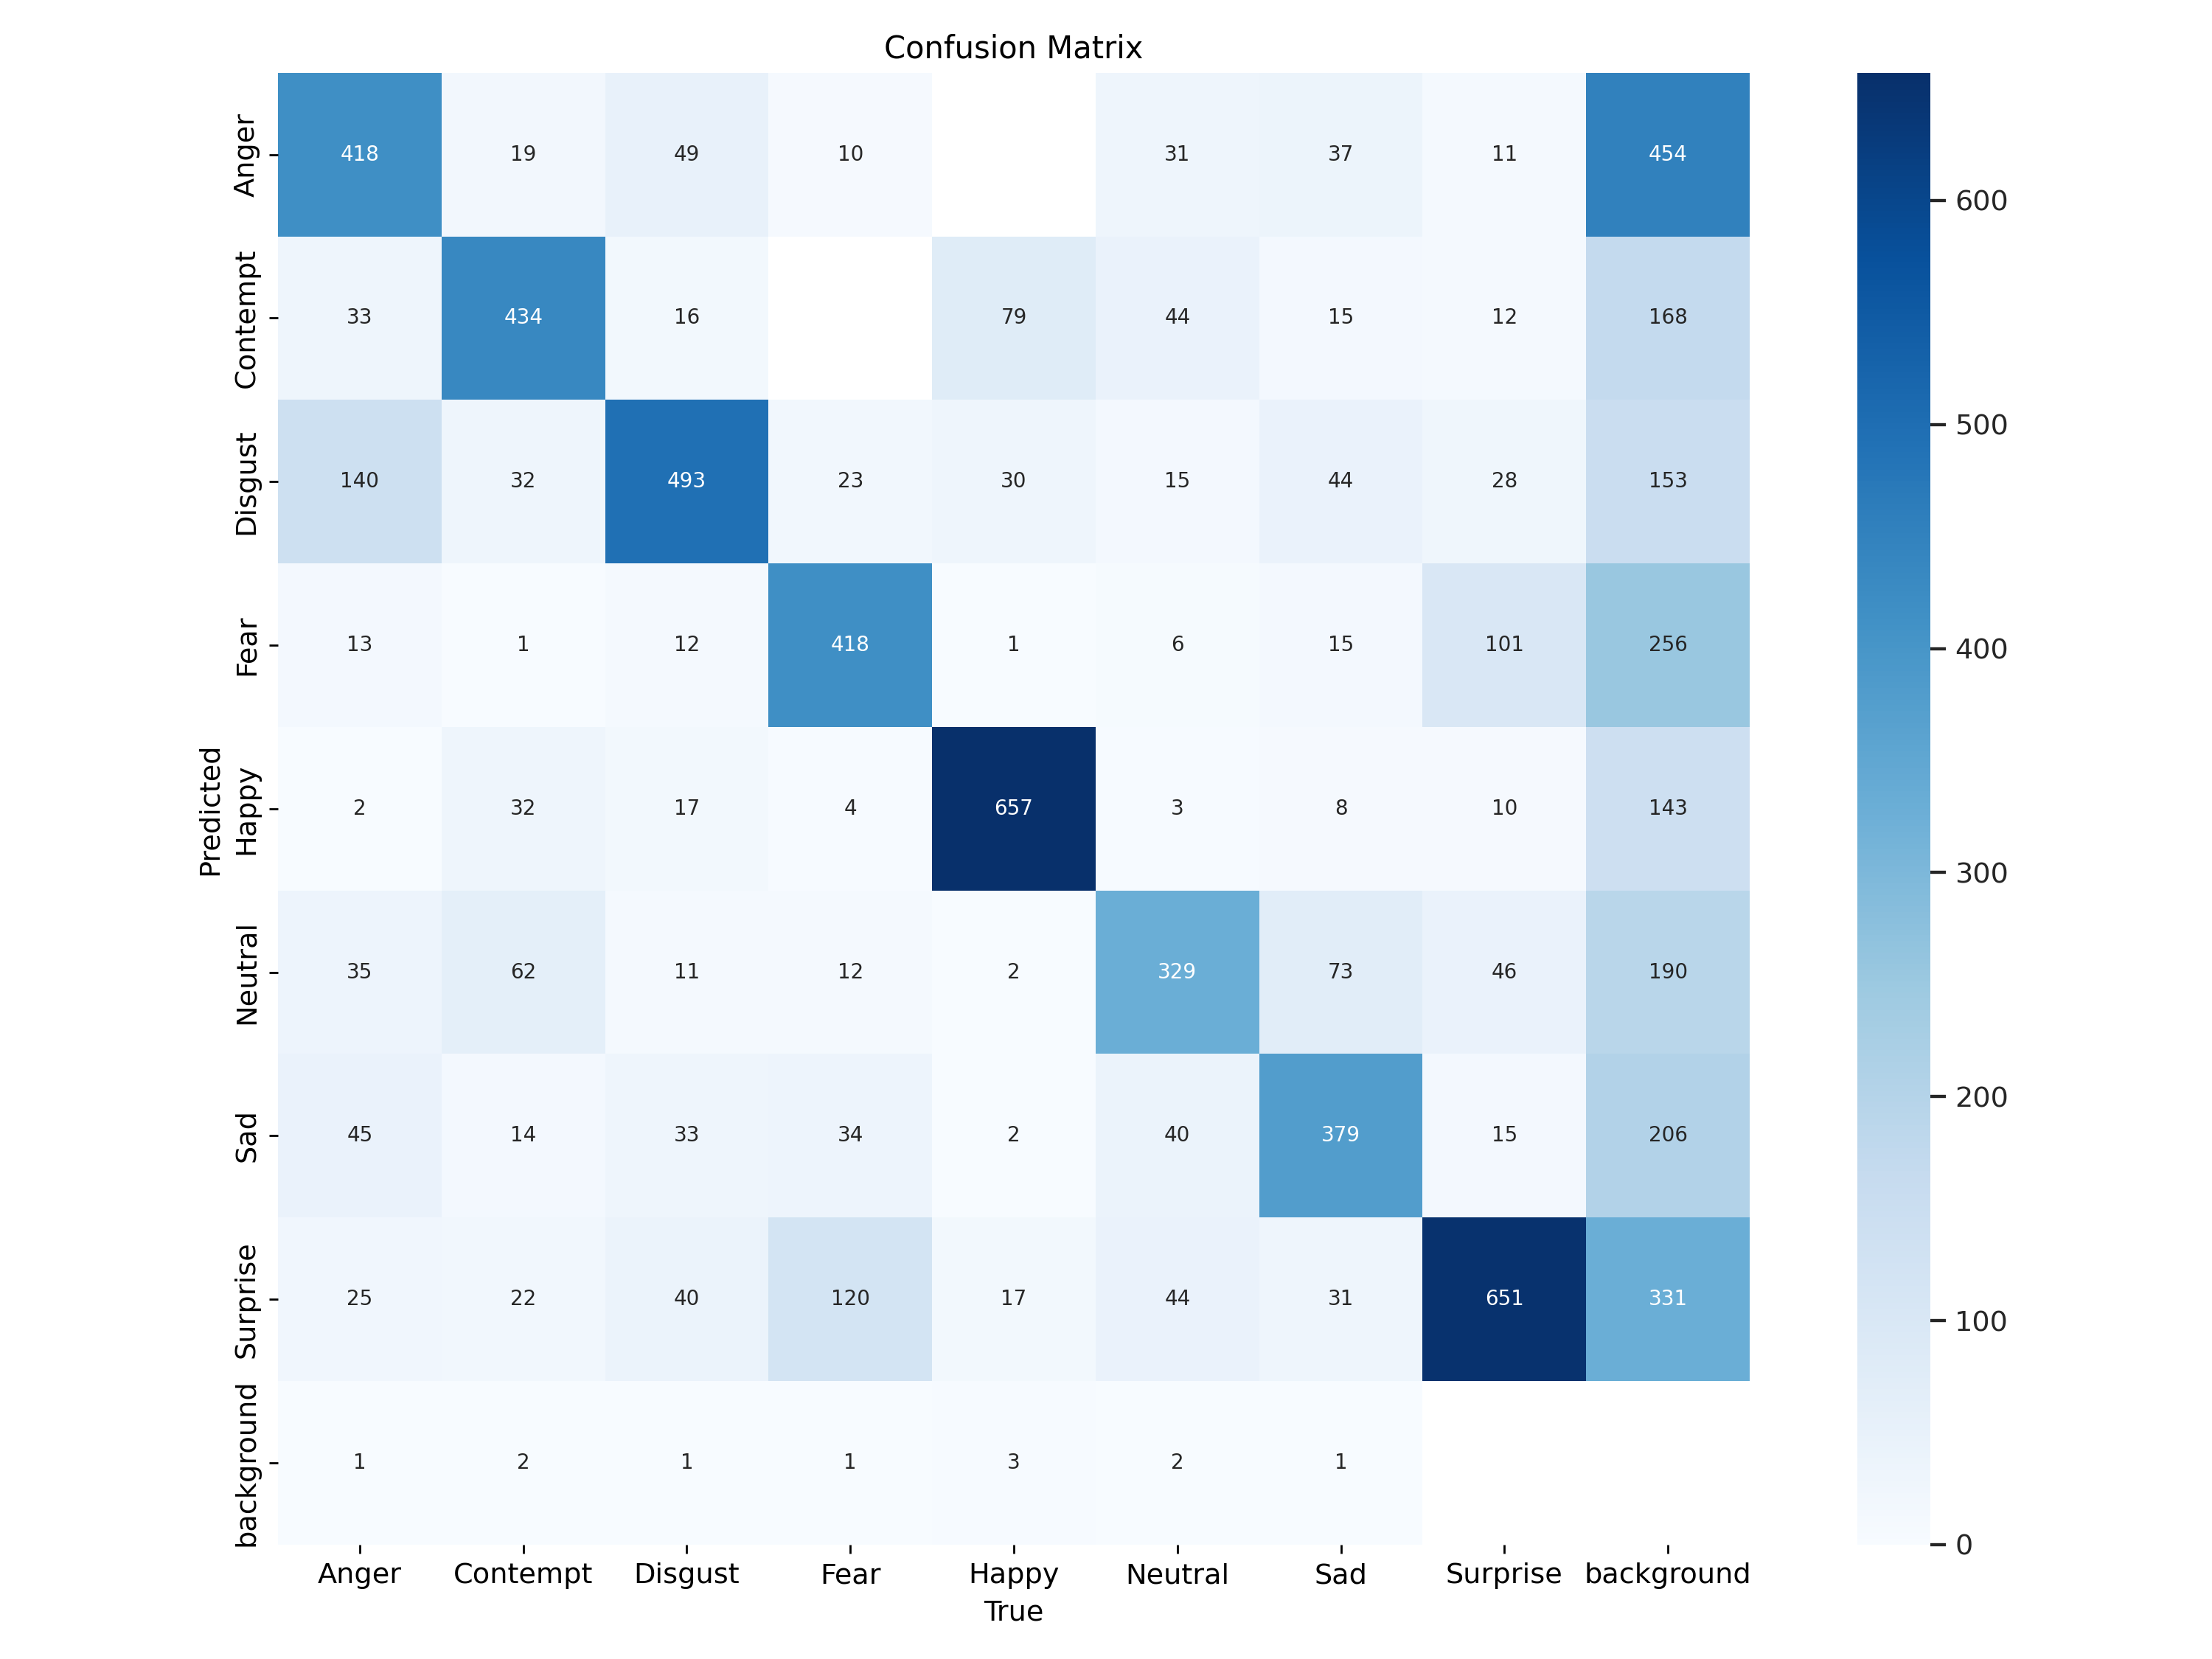 Confusion Matrix
Predicted
Anger 418 19 49 10 31 37 11 454
Contempt 33 434 16 79 44 15 12 168
Disgust 140 32 493 23 30 15 44 28 153
Fear 13 1 12 418 1 6 15 101 256
Happy 2 32 17 4 657 3 8 10 143
Neutral 35 62 11 12 2 329 73 46 190
Sad 45 14 33 34 2 40 379 15 206
Surprise 25 22 40 120 17 44 31 651 331
background 1 2 1 1 3 2 1
Anger Contempt Disgust Fear Happy Neutral Sad Surprise background
True
600
500
400
300
200
100
0